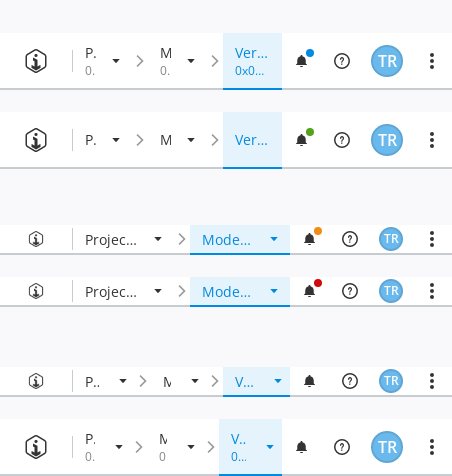 P. M Ver... TR
0. 0. 0x0...
P. M Ver... TR
Projec... Mode... TR
Projec... Mode... TR
P.. M V... TR
P. M V.. TR
0. 0 0...